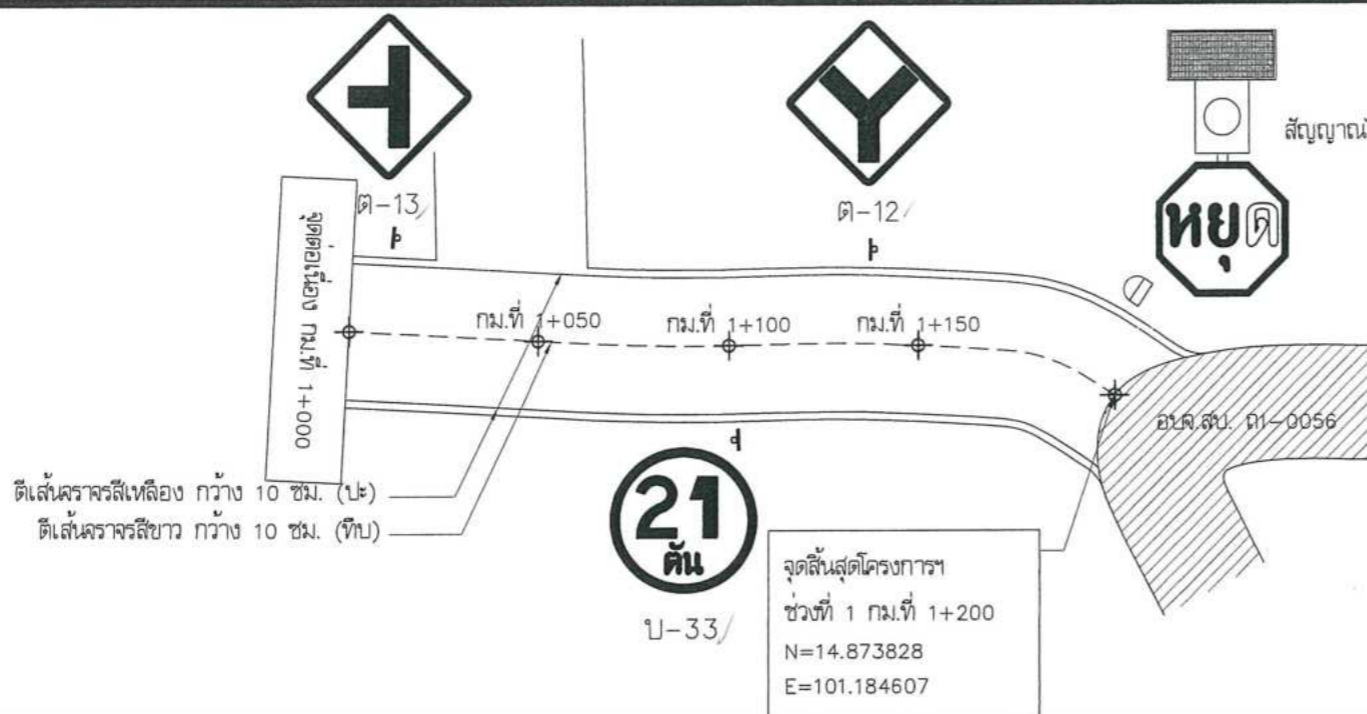 ต-13
ต-12
สัญญาณไ
หยุด
จุดต่อเนื่อง กม.ที่ 1+000
กม.ที่ 1+050
กม.ที่ 1+100
กม.ที่ 1+150
อบจ.สบ. ถ1-0056
ตีเส้นจราจรสีเหลือง กว้าง 10 ซม. (ปะ)
ตีเส้นจราจรสีขาว กว้าง 10 ซม. (ทึบ)
21
ตัน
บ-33
จุดสิ้นสุดโครงการฯ
ช่วงที่ 1 กม.ที่ 1+200
N=14.873828
E=101.184607